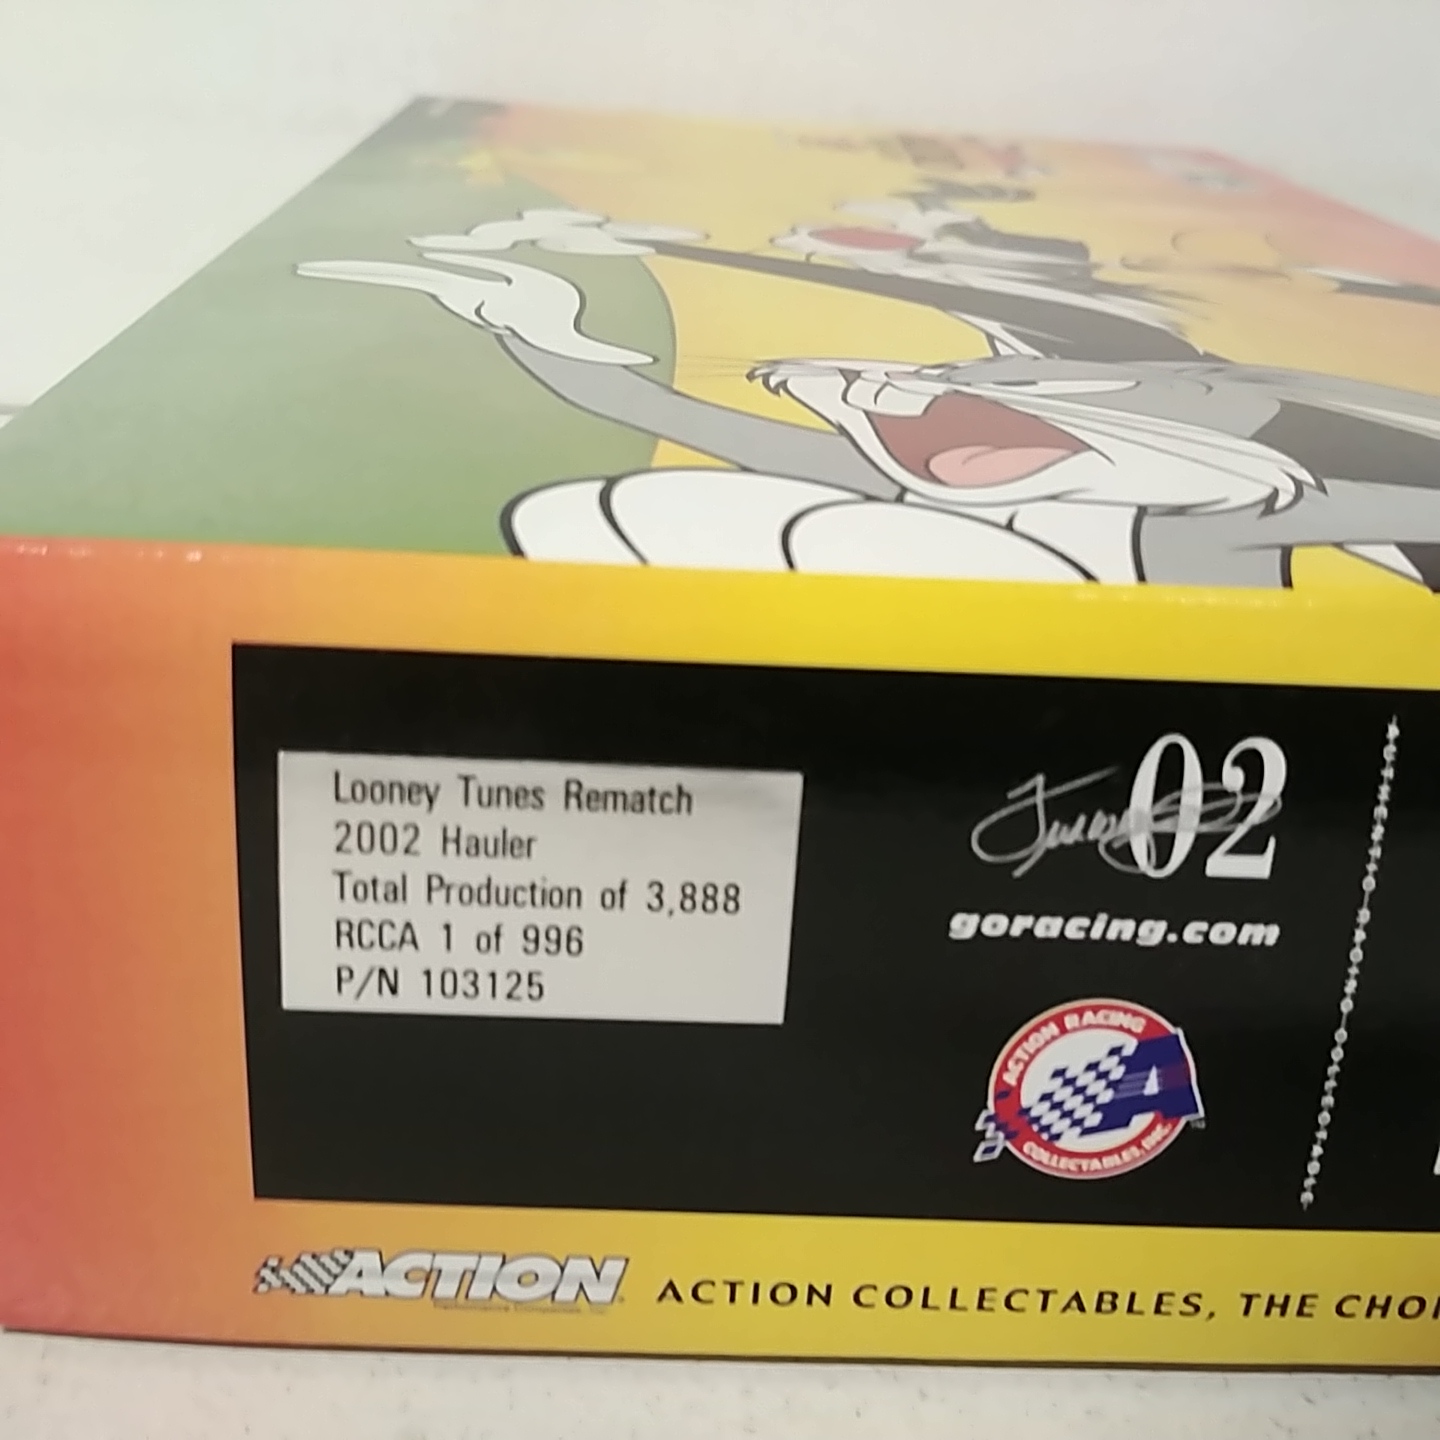 Looney Tunes Rematch
2002 Hauler
Total Production of 3,888
RCCA 1 of 996
P/N 103125
02
goracing.com
ACTION RACING
COLLECTABLES, INC.
ACTION
ACTION COLLECTABLES, THE